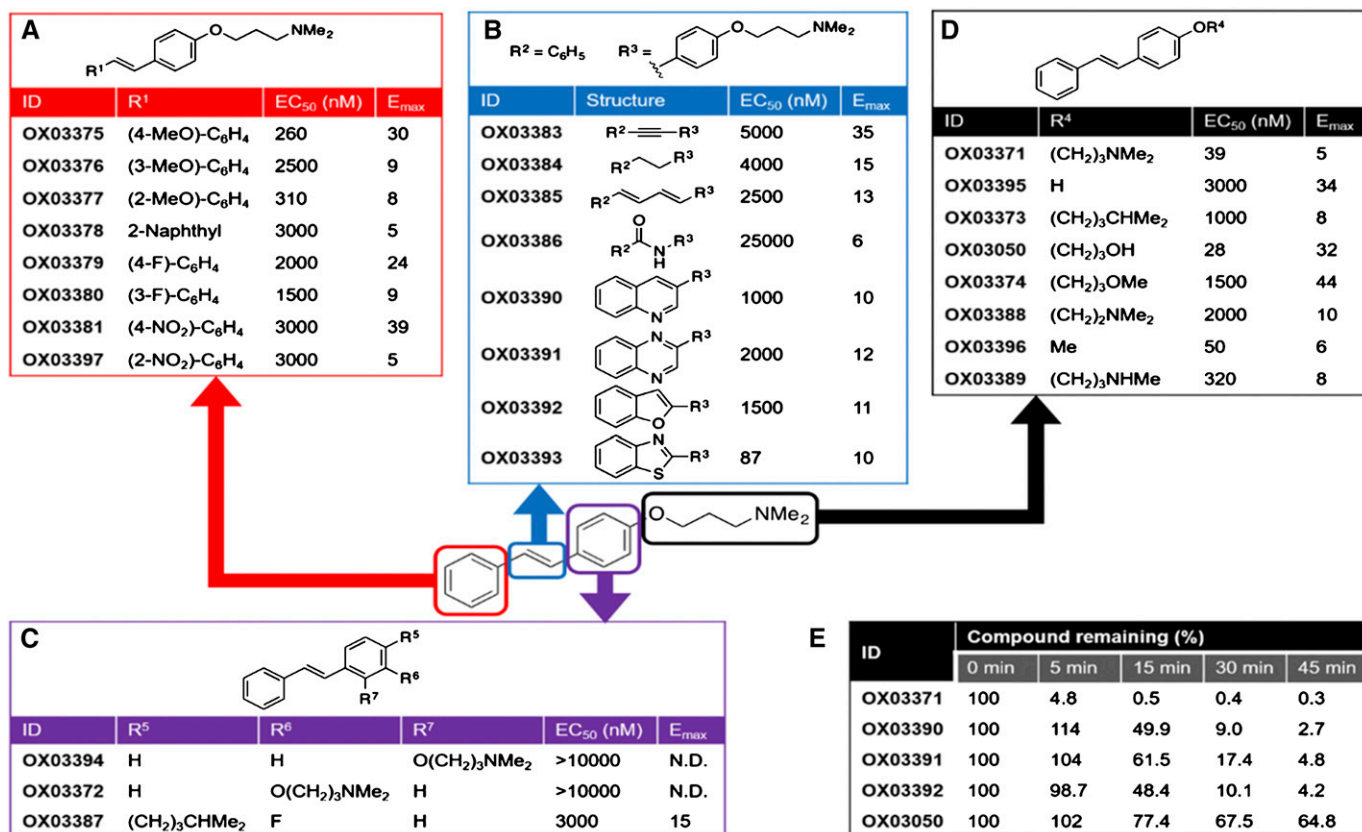 A
R¹
O
NMe₂
ID R¹ EC₅₀ (nM) Eₘₐₓ
OX03375 (4-MeO)-C₆H₄ 260 30
OX03376 (3-MeO)-C₆H₄ 2500 9
OX03377 (2-MeO)-C₆H₄ 310 8
OX03378 2-Naphthyl 3000 5
OX03379 (4-F)-C₆H₄ 2000 24
OX03380 (3-F)-C₆H₄ 1500 9
OX03381 (4-NO₂)-C₆H₄ 3000 39
OX03397 (2-NO₂)-C₆H₄ 3000 5
B
R² = C₆H₅ R³ =
O
NMe₂
ID Structure EC₅₀ (nM) Eₘₐₓ
OX03383 R² R³ 5000 35
OX03384 R² R³ 4000 15
OX03385 R² R³ 2500 13
OX03386 R² O N H R³ 25000 6
OX03390 N R³ 1000 10
OX03391 N N R³ 2000 12
OX03392 O R³ 1500 11
OX03393 N S R³ 87 10
D
OR⁴
ID R⁴ EC₅₀ (nM) Eₘₐₓ
OX03371 (CH₂)₃NMe₂ 39 5
OX03395 H 3000 34
OX03373 (CH₂)₃CHMe₂ 1000 8
OX03050 (CH₂)₃OH 28 32
OX03374 (CH₂)₃OMe 1500 44
OX03388 (CH₂)₂NMe₂ 2000 10
OX03396 Me 50 6
OX03389 (CH₂)₃NHMe 320 8
O
NMe₂
C
R⁵
R⁶
R⁷
ID R⁵ R⁶ R⁷ EC₅₀ (nM) Eₘₐₓ
OX03394 H H O(CH₂)₃NMe₂ >10000 N.D.
OX03372 H O(CH₂)₃NMe₂ H >10000 N.D.
OX03387 (CH₂)₃CHMe₂ F H 3000 15
E
ID Compound remaining (%)
0 min 5 min 15 min 30 min 45 min
OX03371 100 4.8 0.5 0.4 0.3
OX03390 100 114 49.9 9.0 2.7
OX03391 100 104 61.5 17.4 4.8
OX03392 100 98.7 48.4 10.1 4.2
OX03050 100 102 77.4 67.5 64.8